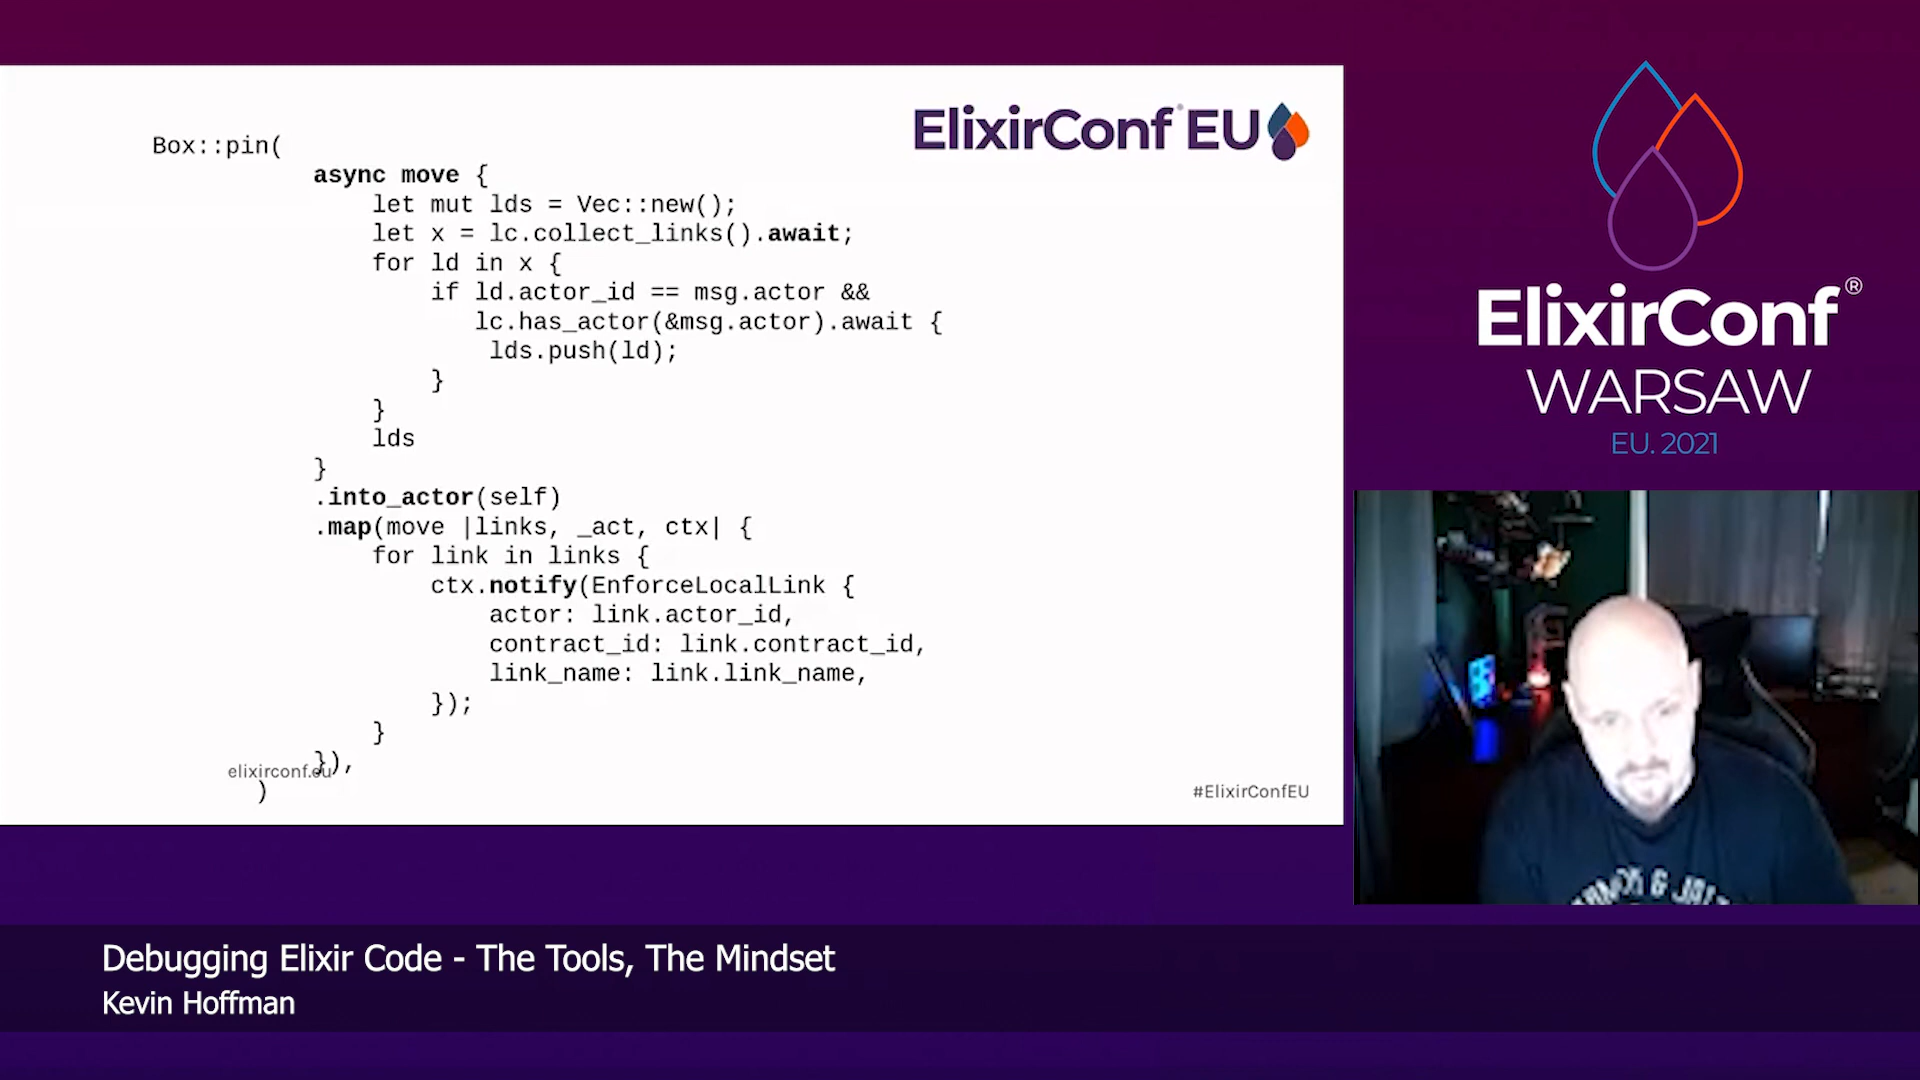 ElixirConf EU
Box::pin(
async move {
let mut lds = Vec::new();
let x = lc.collect_links().await;
for ld in x {
if ld.actor_id == msg.actor &&
lc.has_actor(&msg.actor).await {
lds.push(ld);
}
}
lds
}
.into_actor(self)
.map(move |links, _act, ctx| {
for link in links {
ctx.notify(EnforceLocalLink {
actor: link.actor_id,
contract_id: link.contract_id,
link_name: link.link_name,
});
}
}),
)
elixirconf.eu
#ElixirConfEU
ElixirConf®
WARSAW
EU. 2021
Debugging Elixir Code - The Tools, The Mindset
Kevin Hoffman